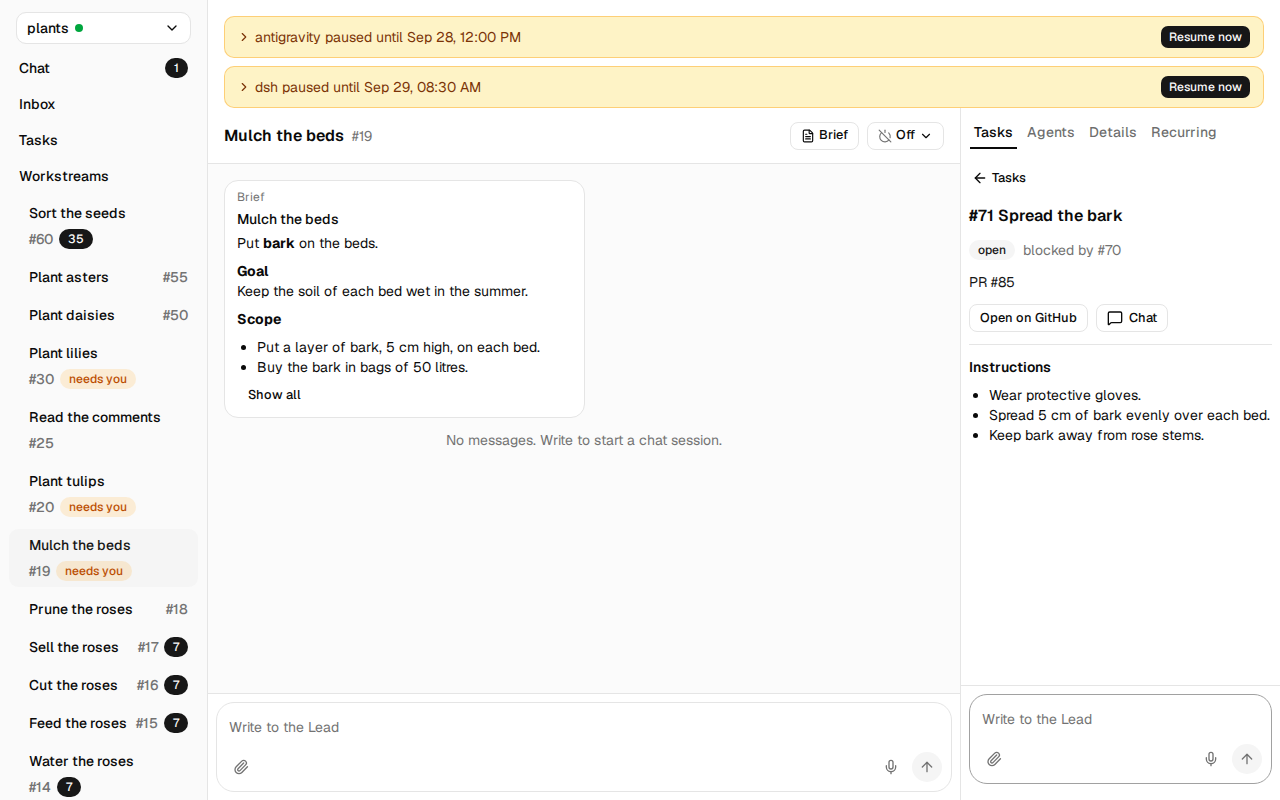 plants
Chat 1
Inbox
Tasks
Workstreams
Sort the seeds
#60 35
Plant asters #55
Plant daisies #50
Plant lilies
#30 needs you
Read the comments
#25
Plant tulips
#20 needs you
Mulch the beds
#19 needs you
Prune the roses #18
Sell the roses #17 7
Cut the roses #16 7
Feed the roses #15 7
Water the roses
#14 7
antigravity paused until Sep 28, 12:00 PM Resume now
dsh paused until Sep 29, 08:30 AM Resume now
Mulch the beds #19 Brief Off
Brief
Mulch the beds
Put bark on the beds.
Goal
Keep the soil of each bed wet in the summer.
Scope
• Put a layer of bark, 5 cm high, on each bed.
• Buy the bark in bags of 50 litres.
Show all
No messages. Write to start a chat session.
Write to the Lead
Tasks Agents Details Recurring
Tasks
#71 Spread the bark
open blocked by #70
PR #85
Open on GitHub Chat
Instructions
• Wear protective gloves.
• Spread 5 cm of bark evenly over each bed.
• Keep bark away from rose stems.
Write to the Lead